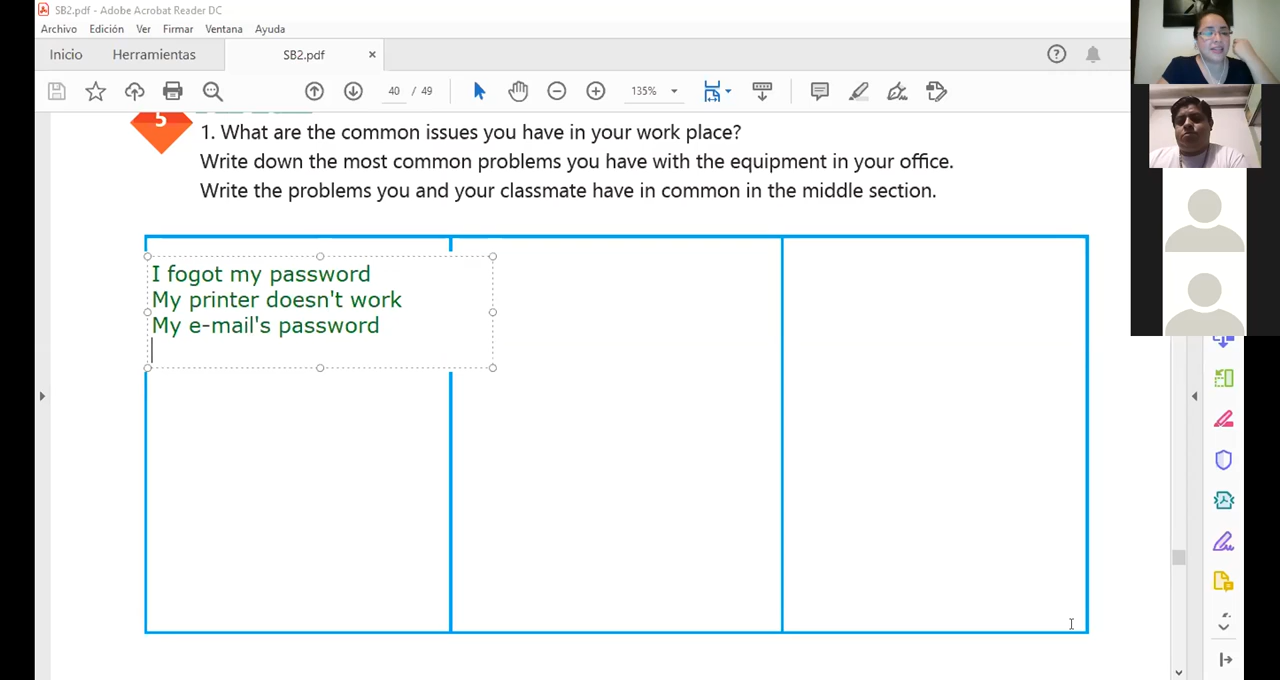 SB2.pdf - Adobe Acrobat Reader DC
Archivo Edición Ver Firmar Ventana Ayuda
Inicio Herramientas SB2.pdf ×
40 / 49 135%
5
1. What are the common issues you have in your work place?
Write down the most common problems you have with the equipment in your office.
Write the problems you and your classmate have in common in the middle section.
I fogot my password
My printer doesn't work
My e-mail's password